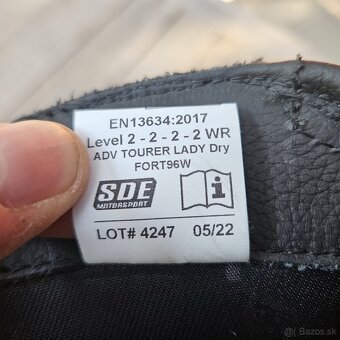 EN13634:2017
Level 2 - 2 - 2 - 2 WR
ADV TOURER LADY Dry
FORT96W
SDE
MOTORSPORT
LOT# 4247 05/22
Bazos.sk